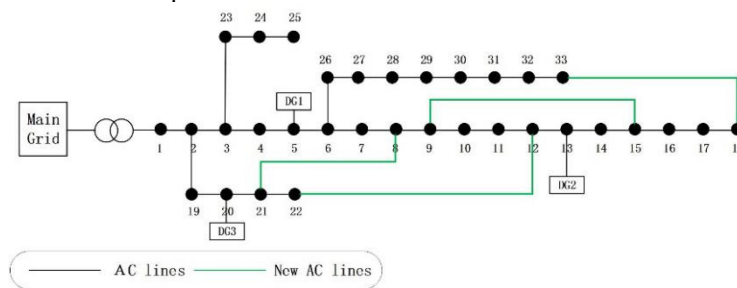 23 24 25
26 27 28 29 30 31 32 33
DG1
Main
Grid
1 2 3 4 5 6 7 8 9 10 11 12 13 14 15 16 17
19 20 21 22
DG2
DG3
AC lines New AC lines